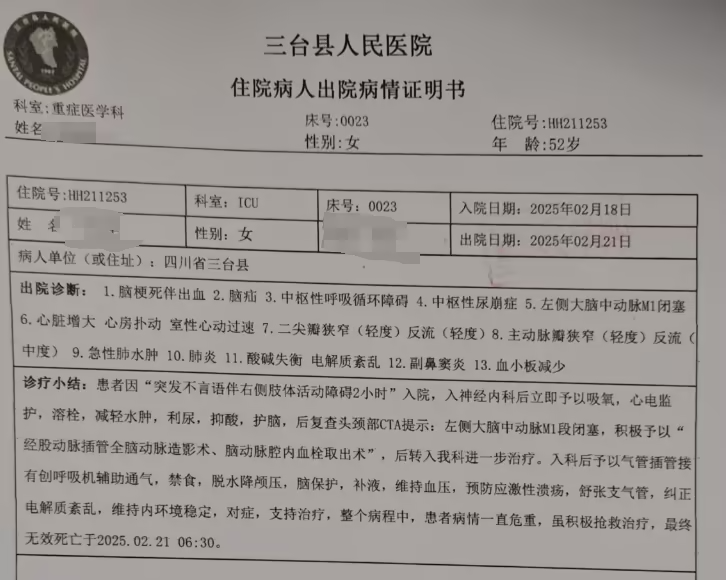 三台县人民医院
SANTAI PEOPLE'S HOSPITAL
三台县人民医院
住院病人出院病情证明书
科室:重症医学科 床号:0023 住院号:HH211253
姓名 性别:女 年 龄:52岁
住院号:HH211253 科室: ICU 床号: 0023 入院日期: 2025年02月18日
姓 名 性别: 女 出院日期: 2025年02月21日
病人单位(或住址): 四川省三台县
出院诊断: 1.脑梗死伴出血 2.脑疝 3.中枢性呼吸循环障碍 4.中枢性尿崩症 5.左侧大脑中动脉M1闭塞
6.心脏增大 心房扑动 室性心动过速 7.二尖瓣狭窄(轻度)反流(轻度)8.主动脉瓣狭窄(轻度)反流(
中度) 9.急性肺水肿 10.肺炎 11.酸碱失衡 电解质紊乱 12.副鼻窦炎 13.血小板减少
诊疗小结: 患者因“突发不言语伴右侧肢体活动障碍2小时”入院, 入神经内科后立即予以吸氧, 心电监
护, 溶栓, 减轻水肿, 利尿, 抑酸, 护脑, 后复查头颈部CTA提示: 左侧大脑中动脉M1段闭塞, 积极予以“
经股动脉插管全脑动脉造影术、脑动脉腔内血栓取出术”, 后转入我科进一步治疗。入科后予以气管插管接
有创呼吸机辅助通气, 禁食, 脱水降颅压, 脑保护, 补液, 维持血压, 预防应激性溃疡, 舒张支气管, 纠正
电解质紊乱, 维持内环境稳定, 对症, 支持治疗, 整个病程中, 患者病情一直危重, 虽积极抢救治疗, 最终
无效死亡于2025.02.21 06:30。